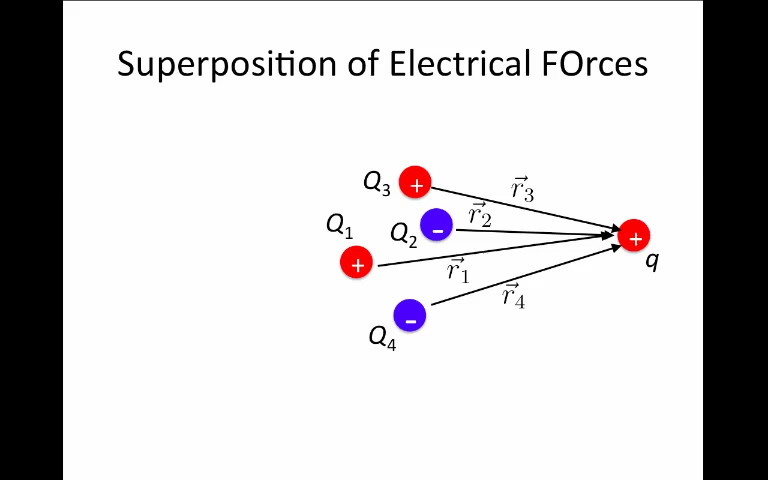 Superposition of Electrical FOrces
Q3 + r⃗3
Q1 Q2 - r⃗2
+ r⃗1 + q
- r⃗4
Q4